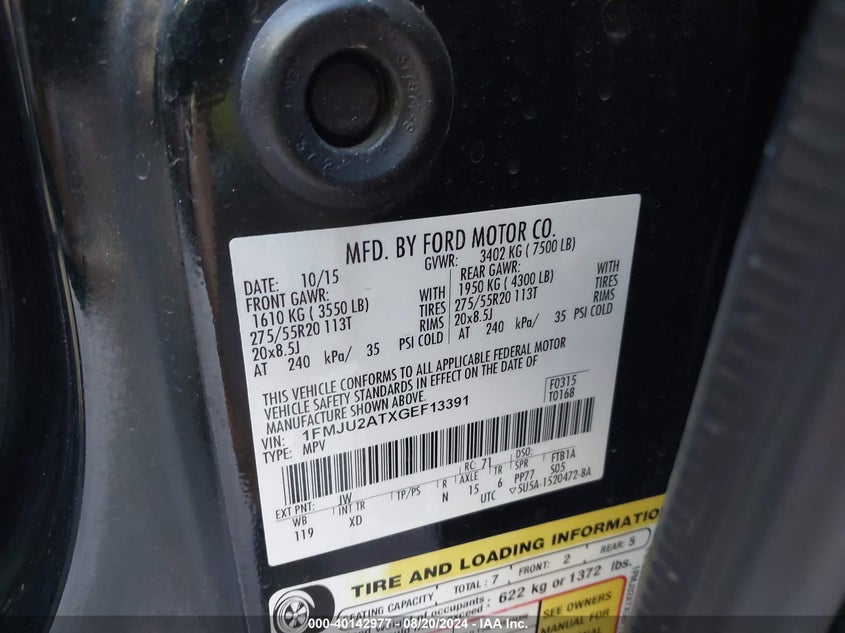 MFD. BY FORD MOTOR CO.
DATE: 10/15 GVWR: 3402 KG ( 7500 LB)
FRONT GAWR: REAR GAWR:
1610 KG ( 3550 LB) WITH 1950 KG ( 4300 LB) WITH
275/55R20 113T TIRES 275/55R20 113T TIRES
20x8.5J RIMS 20x8.5J RIMS
AT 240 kPa/ 35 PSI COLD AT 240 kPa/ 35 PSI COLD
THIS VEHICLE CONFORMS TO ALL APPLICABLE FEDERAL MOTOR
VEHICLE SAFETY STANDARDS IN EFFECT ON THE DATE OF
MANUFACTURE SHOWN ABOVE.
F0315
T0168
VIN: 1FMJU2ATXGEF13391
TYPE: MPV
EXT PNT: JW RC: 71 DSO:
WB INT TR TP/PS R AXLE TR SPR FTB1A
119 XD N 15 6 PP77 S05
UTC ▽5U5A-1520472-BA
TIRE AND LOADING INFORMATIO
SEATING CAPACITY TOTAL: 7 FRONT: 2 REAR: 5
622 kg or 1372 lbs.
SEE OWNERS
MANUAL FOR
000-40142977 — 08/20/2024 — IAA Inc.